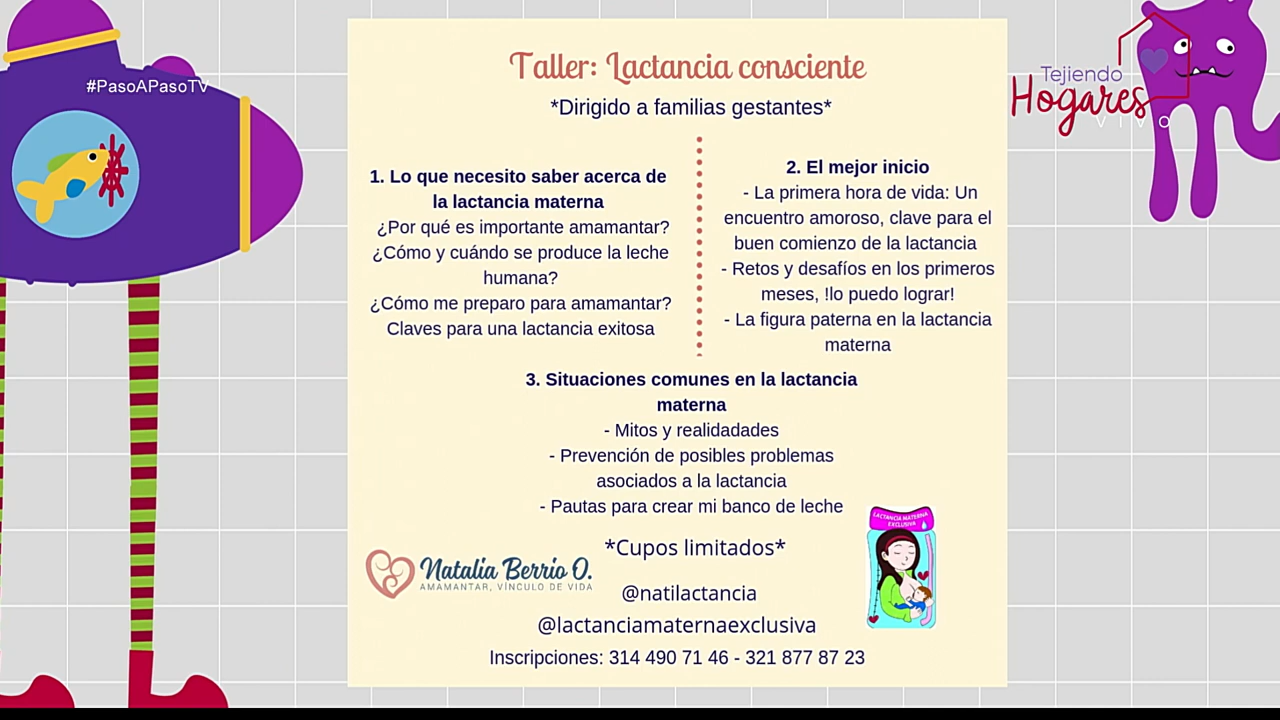 #PasoAPasoTV
Tejiendo
Hogares
VIVO
Taller: Lactancia consciente
*Dirigido a familias gestantes*
1. Lo que necesito saber acerca de
la lactancia materna
¿Por qué es importante amamantar?
¿Cómo y cuándo se produce la leche
humana?
¿Cómo me preparo para amamantar?
Claves para una lactancia exitosa
2. El mejor inicio
- La primera hora de vida: Un
encuentro amoroso, clave para el
buen comienzo de la lactancia
- Retos y desafíos en los primeros
meses, !lo puedo lograr!
- La figura paterna en la lactancia
materna
3. Situaciones comunes en la lactancia
materna
- Mitos y realidadades
- Prevención de posibles problemas
asociados a la lactancia
- Pautas para crear mi banco de leche
LACTANCIA MATERNA
EXCLUSIVA
*Cupos limitados*
Natalia Berrio O.
AMAMANTAR, VÍNCULO DE VIDA
@natilactancia
@lactanciamaternaexclusiva
Inscripciones: 314 490 71 46 - 321 877 87 23